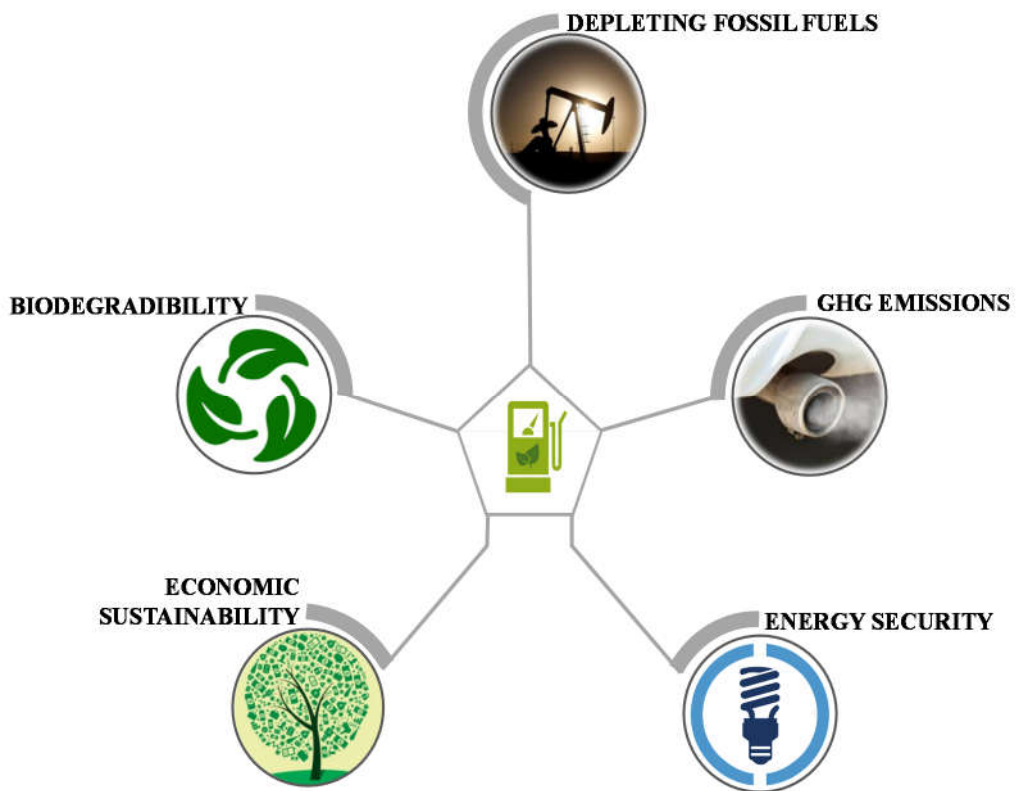 DEPLETING FOSSIL FUELS
BIODEGRADIBILITY
GHG EMISSIONS
ECONOMIC
SUSTAINABILITY
ENERGY SECURITY